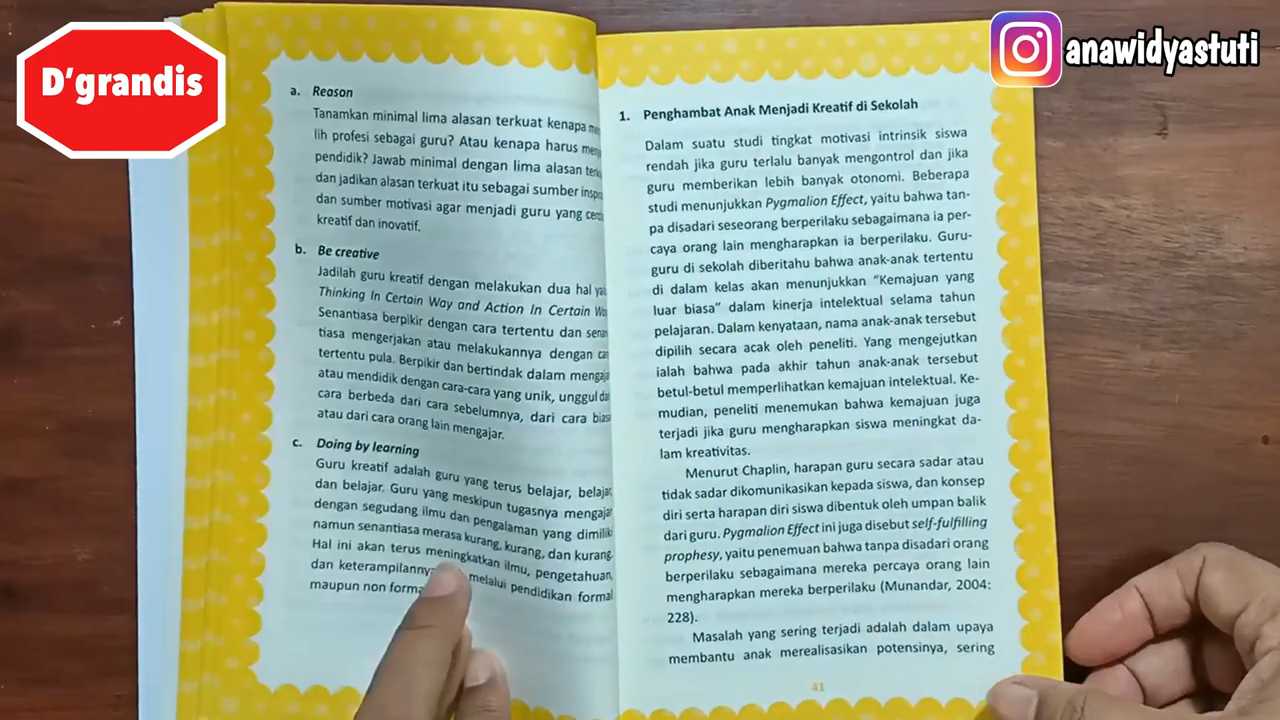 D'grandis
anawidyastuti
a. Reason
Tanamkan minimal lima alasan terkuat kenapa
lih profesi sebagai guru? Atau kenapa harus
pendidik? Jawab minimal dengan lima alasan
dan jadikan alasan terkuat itu sebagai sumber
dan sumber motivasi agar menjadi guru yang
kreatif dan inovatif.
b. Be creative
Jadilah guru kreatif dengan melakukan dua hal
Thinking In Certain Way and Action In Certain
Senantiasa berpikir dengan cara tertentu dan
tiasa mengerjakan atau melakukannya dengan
tertentu pula. Berpikir dan bertindak dalam
atau mendidik dengan cara-cara yang unik, unggul
cara berbeda dari cara sebelumnya, dari cara
atau dari cara orang lain mengajar.
c. Doing by learning
Guru kreatif adalah guru yang terus belajar, belajar,
dan belajar. Guru yang meskipun tugasnya mengajar
dengan segudang ilmu dan pengalaman yang dimiliki
namun senantiasa merasa kurang, kurang, dan kurang.
Hal ini akan terus meningkatkan ilmu, pengetahuan,
dan melalui pendidikan formal
maupun non
1. Penghambat Anak Menjadi Kreatif di Sekolah
Dalam suatu studi tingkat motivasi intrinsik siswa
rendah jika guru terlalu banyak mengontrol dan jika
guru memberikan lebih banyak otonomi. Beberapa
studi menunjukkan Pygmalion Effect, yaitu bahwa tan-
pa disadari seseorang berperilaku sebagaimana ia per-
caya orang lain mengharapkan ia berperilaku. Guru-
guru di sekolah diberitahu bahwa anak-anak tertentu
di dalam kelas akan menunjukkan "Kemajuan yang
luar biasa" dalam kinerja intelektual selama tahun
pelajaran. Dalam kenyataan, nama anak-anak tersebut
dipilih secara acak oleh peneliti. Yang mengejutkan
ialah bahwa pada akhir tahun anak-anak tersebut
betul-betul memperlihatkan kemajuan intelektual. Ke-
mudian, peneliti menemukan bahwa kemajuan juga
terjadi jika guru mengharapkan siswa meningkat da-
lam kreativitas.
Menurut Chaplin, harapan guru secara sadar atau
tidak sadar dikomunikasikan kepada siswa, dan konsep
diri serta harapan diri siswa dibentuk oleh umpan balik
dari guru. Pygmalion Effect ini juga disebut self-fulfilling
prophesy, yaitu penemuan bahwa tanpa disadari orang
berperilaku sebagaimana mereka percaya orang lain
mengharapkan mereka berperilaku (Munandar, 2004:
228).
Masalah yang sering terjadi adalah dalam upaya
membantu anak merealisasikan potensinya, sering
41